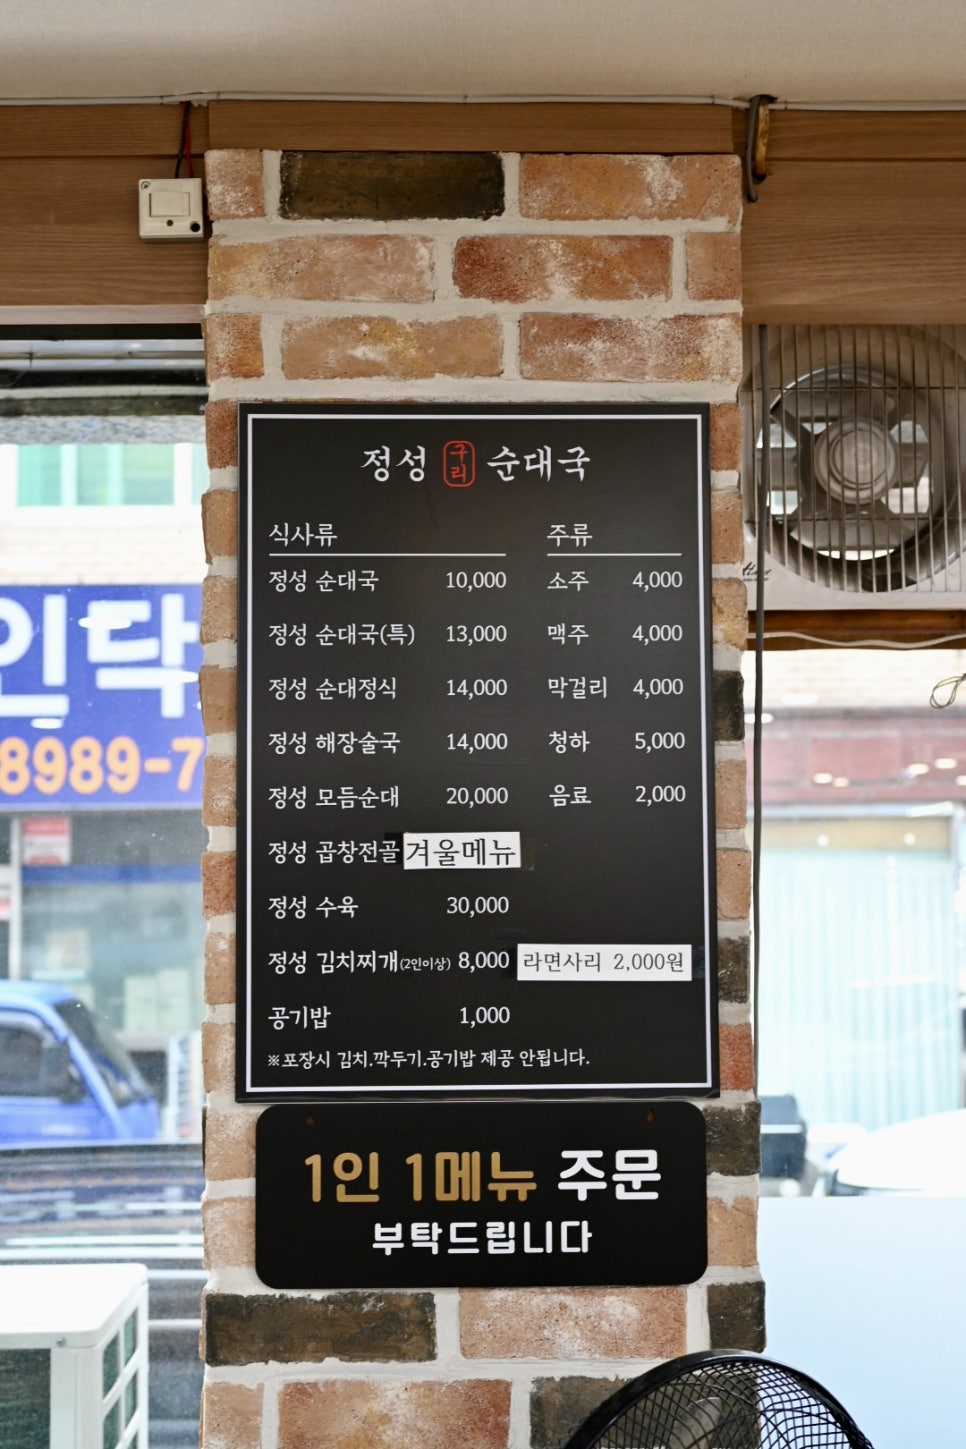 정성 구리 순대국
식사류
정성 순대국 10,000
정성 순대국(특) 13,000
정성 순대정식 14,000
정성 해장술국 14,000
정성 모듬순대 20,000
정성 곱창전골 겨울메뉴
정성 수육 30,000
정성 김치찌개(2인이상) 8,000 라면사리 2,000원
공기밥 1,000
주류
소주 4,000
맥주 4,000
막걸리 4,000
청하 5,000
음료 2,000
※포장시 김치.깍두기.공기밥 제공 안됩니다.
1인 1메뉴 주문
부탁드립니다
인닭
8989-7